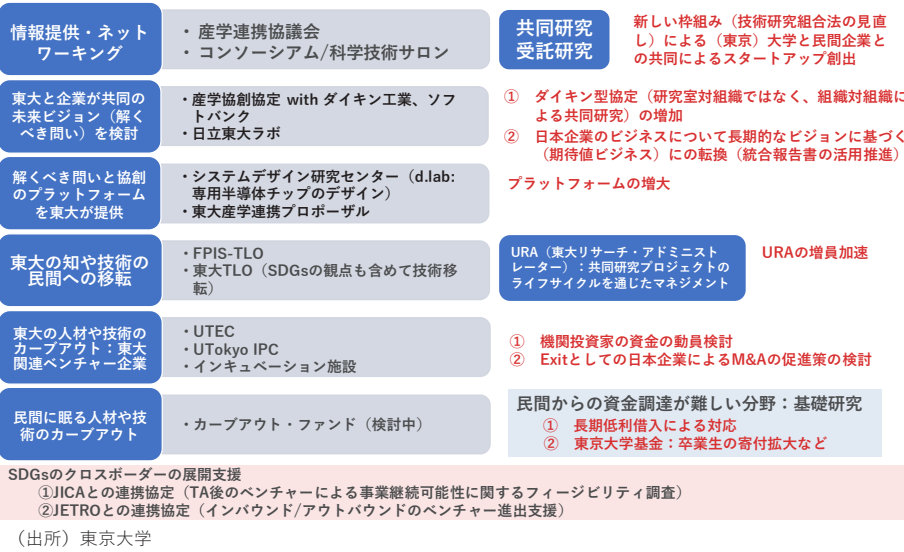 情報提供・ネット
ワーキング
・産学連携協議会
・コンソーシアム/科学技術サロン
共同研究
受託研究
新しい枠組み（技術研究組合法の見直
し）による（東京）大学と民間企業と
の共同によるスタートアップ創出
東大と企業が共同の
未来ビジョン（解く
べき問い）を検討
・産学協創協定 with ダイキン工業、ソフ
トバンク
・日立東大ラボ
① ダイキン型協定（研究室対組織ではなく、組織対組織に
よる共同研究）の増加
② 日本企業のビジネスについて長期的なビジョンに基づく
（期待値ビジネス）にの転換（統合報告書の活用推進）
解くべき問いと協創
のプラットフォーム
を東大が提供
・システムデザイン研究センター（d.lab:
専用半導体チップのデザイン）
・東大産学連携プロポーザル
プラットフォームの増大
東大の知や技術の
民間への移転
・FPIS-TLO
・東大TLO（SDGsの観点も含めて技術移
転）
URA（東大リサーチ・アドミニスト
レーター）：共同研究プロジェクトの
ライフサイクルを通じたマネジメント
URAの増員加速
東大の人材や技術の
カーブアウト：東大
関連ベンチャー企業
・UTEC
・UTokyo IPC
・インキュベーション施設
① 機関投資家の資金の動員検討
② Exitとしての日本企業によるM&Aの促進策の検討
民間に眠る人材や技
術のカーブアウト
・カーブアウト・ファンド（検討中）
民間からの資金調達が難しい分野：基礎研究
① 長期低利借入による対応
② 東京大学基金：卒業生の寄付拡大など
SDGsのクロスボーダーの展開支援
①JICAとの連携協定（TA後のベンチャーによる事業継続可能性に関するフィージビリティ調査）
②JETROとの連携協定（インバウンド/アウトバウンドのベンチャー進出支援）
（出所）東京大学